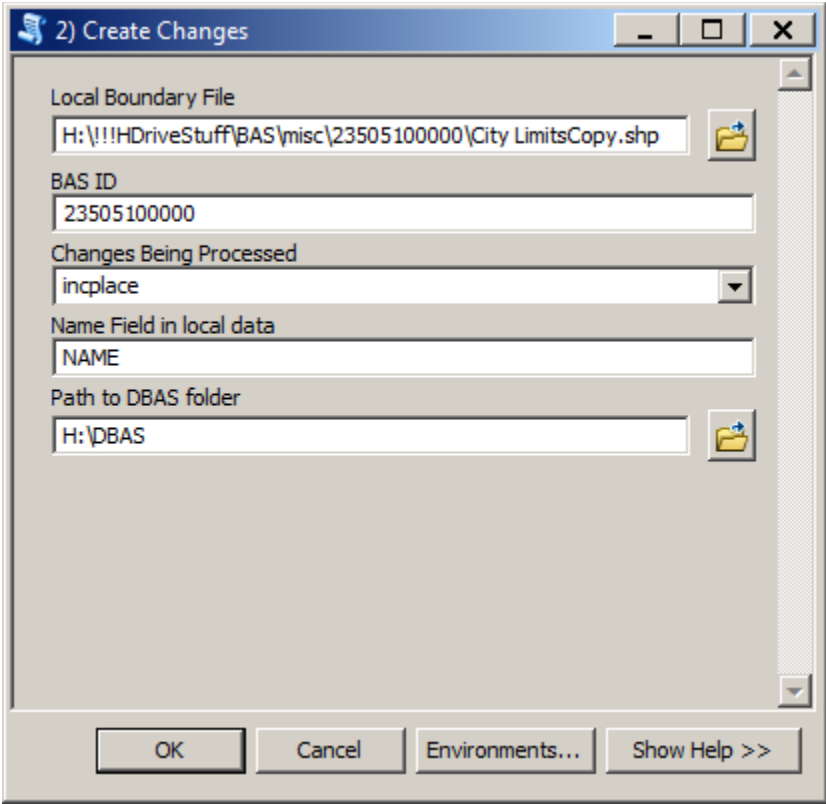 2) Create Changes
Local Boundary File
H:\!!!HDriveStuff\BAS\misc\23505100000\City LimitsCopy.shp
BAS ID
23505100000
Changes Being Processed
incplace
Name Field in local data
NAME
Path to DBAS folder
H:\DBAS
OK
Cancel
Environments...
Show Help >>